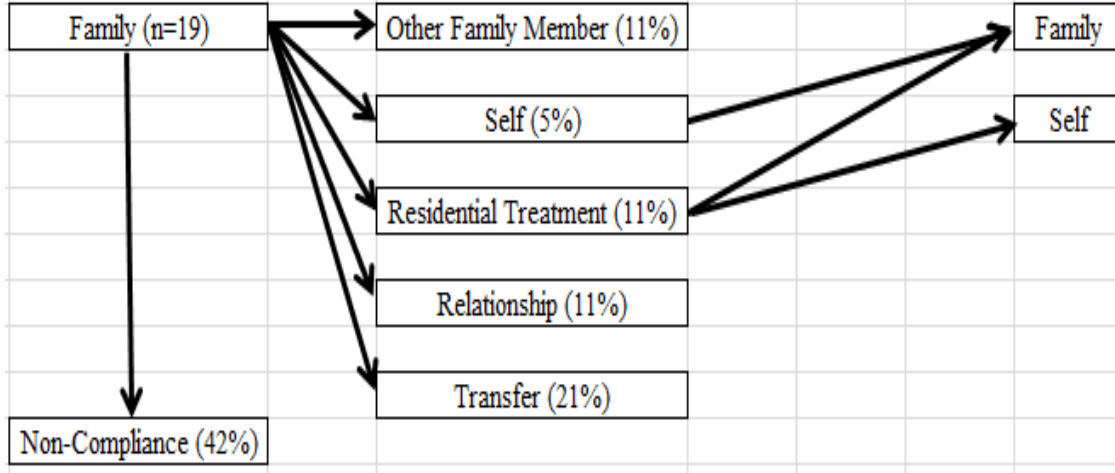 Family (n=19)
Other Family Member (11%)
Family
Self (5%)
Self
Residential Treatment (11%)
Relationship (11%)
Transfer (21%)
Non-Compliance (42%)